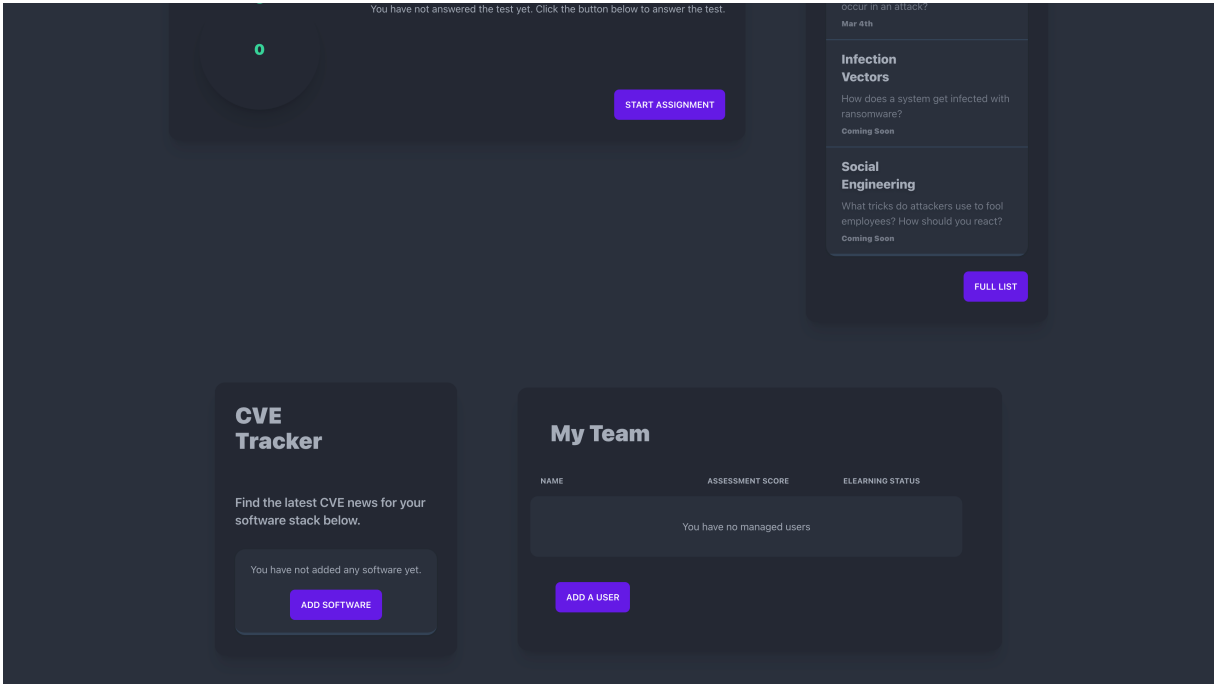 You have not answered the test yet. Click the button below to answer the test.
0
START ASSIGNMENT
occur in an attack?
Mar 4th
Infection
Vectors
How does a system get infected with
ransomware?
Coming Soon
Social
Engineering
What tricks do attackers use to fool
employees? How should you react?
Coming Soon
FULL LIST
CVE
Tracker
Find the latest CVE news for your
software stack below.
You have not added any software yet.
ADD SOFTWARE
My Team
NAME ASSESSMENT SCORE ELEARNING STATUS
You have no managed users
ADD A USER